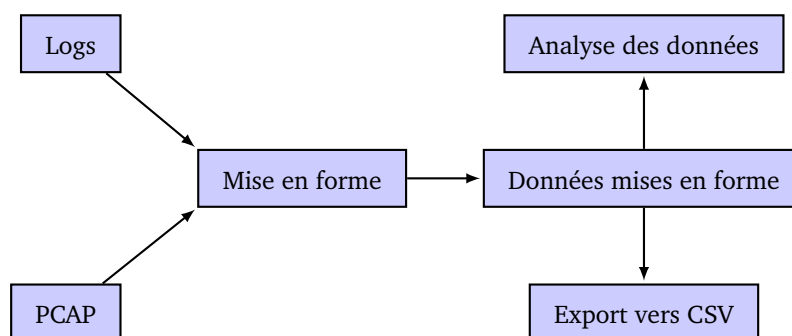 Logs
Analyse des données
Mise en forme
Données mises en forme
PCAP
Export vers CSV